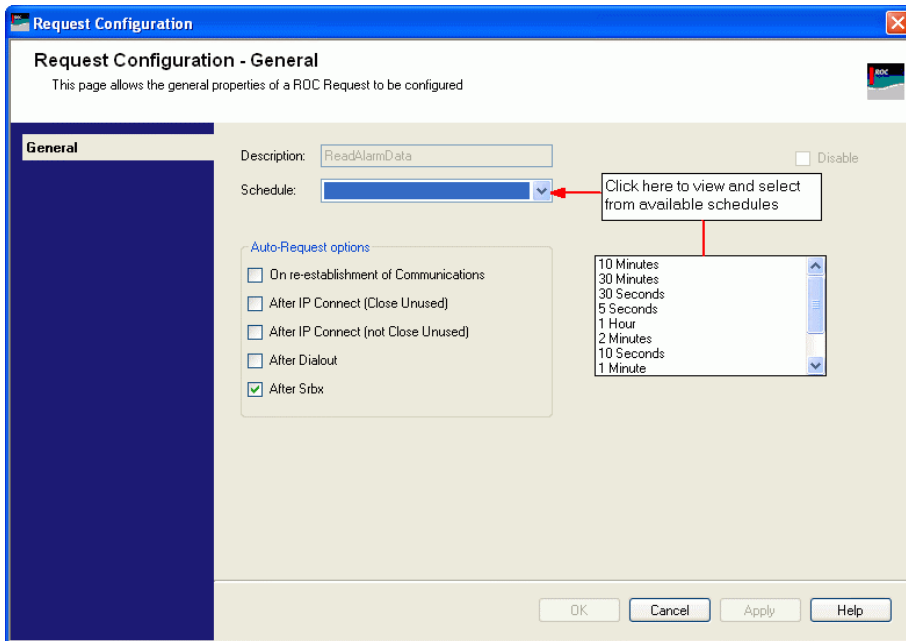 Request Configuration
Request Configuration - General
This page allows the general properties of a ROC Request to be configured
ROC
General
Description: ReadAlarmData
Disable
Schedule:
Click here to view and select
from available schedules
Auto-Request options
On re-establishment of Communications
After IP Connect (Close Unused)
After IP Connect (not Close Unused)
After Dialout
After Srbx
10 Minutes
30 Minutes
30 Seconds
5 Seconds
1 Hour
2 Minutes
10 Seconds
1 Minute
OK Cancel Apply Help